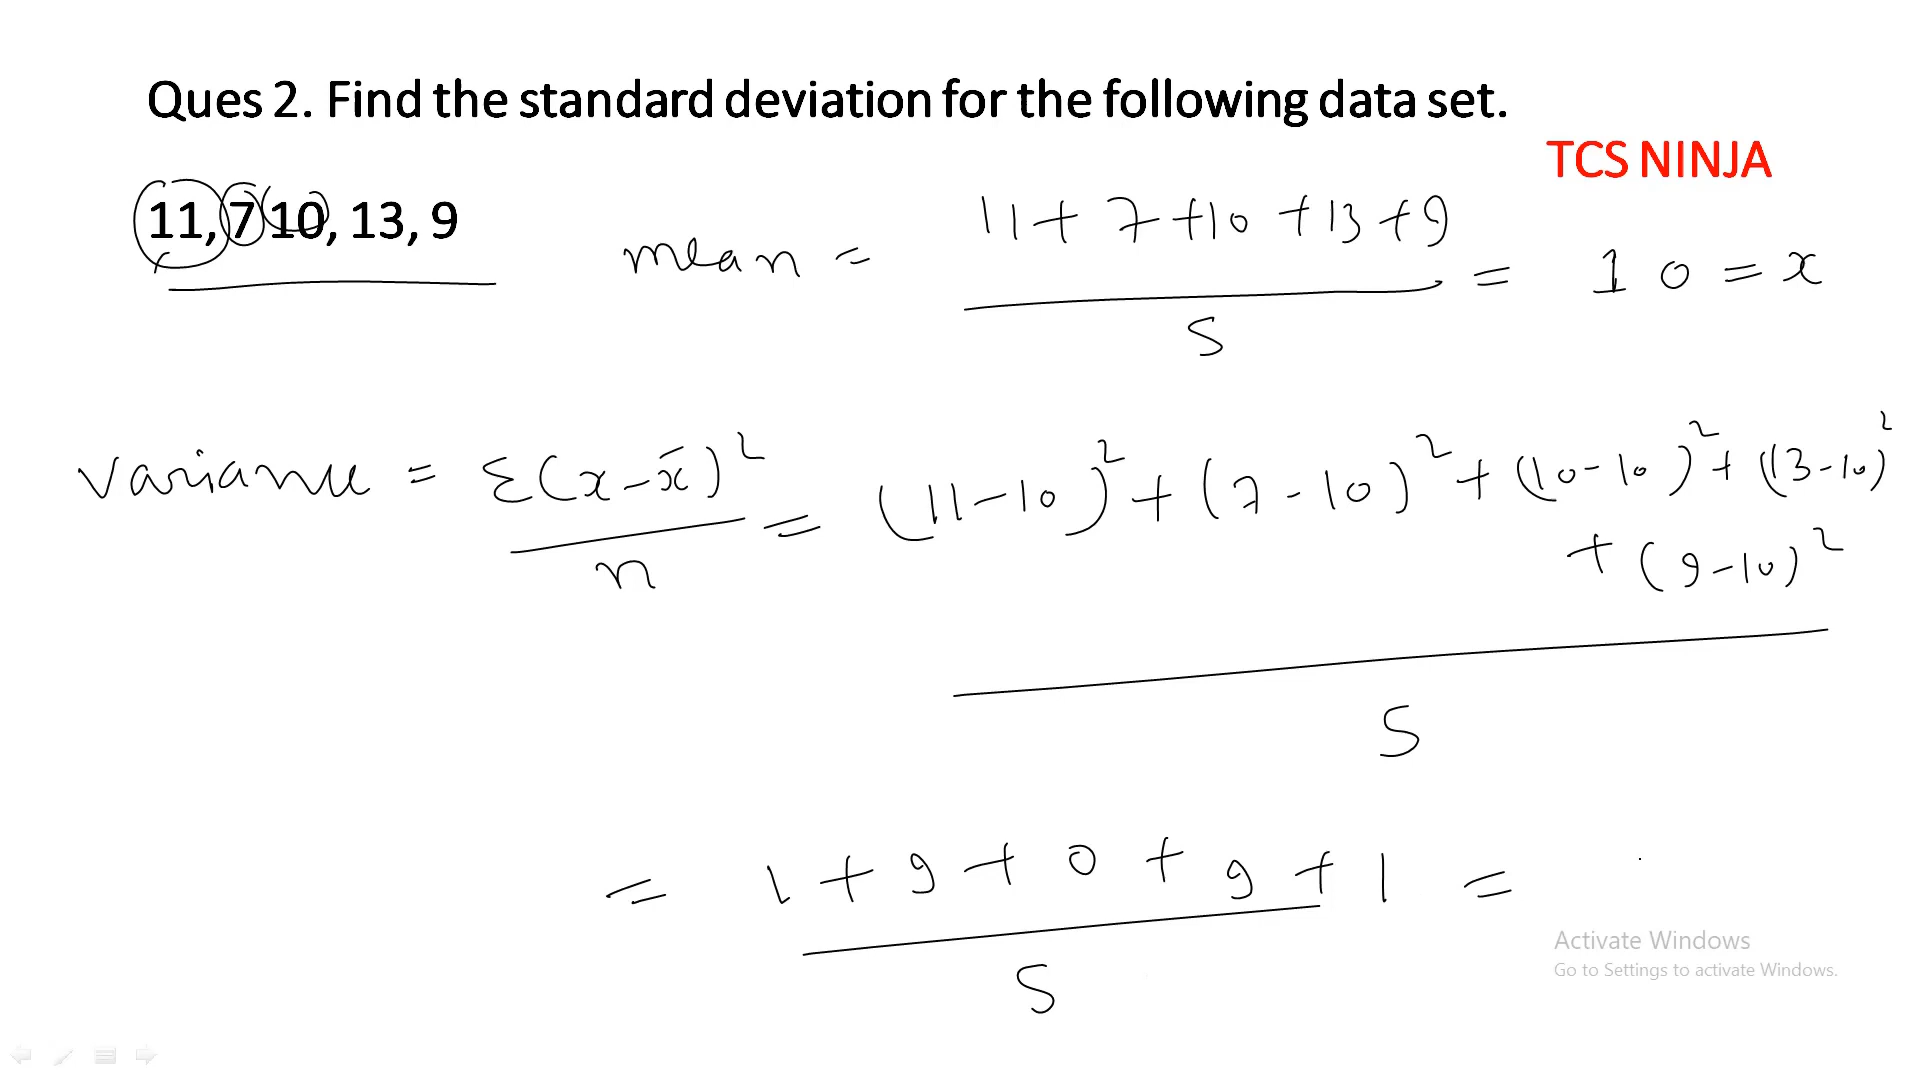 Ques 2. Find the standard deviation for the following data set.
TCS NINJA
11, 7 10, 13, 9
mean = 11 + 7 + 10 + 13 + 9 / 5 = 10 = x
variance = Σ(x - x̄)² / n = (11-10)² + (7-10)² + (10-10)² + (13-10)²
+ (9-10)²
5
= 1 + 9 + 0 + 9 + 1 / 5 =
Activate Windows
Go to Settings to activate Windows.